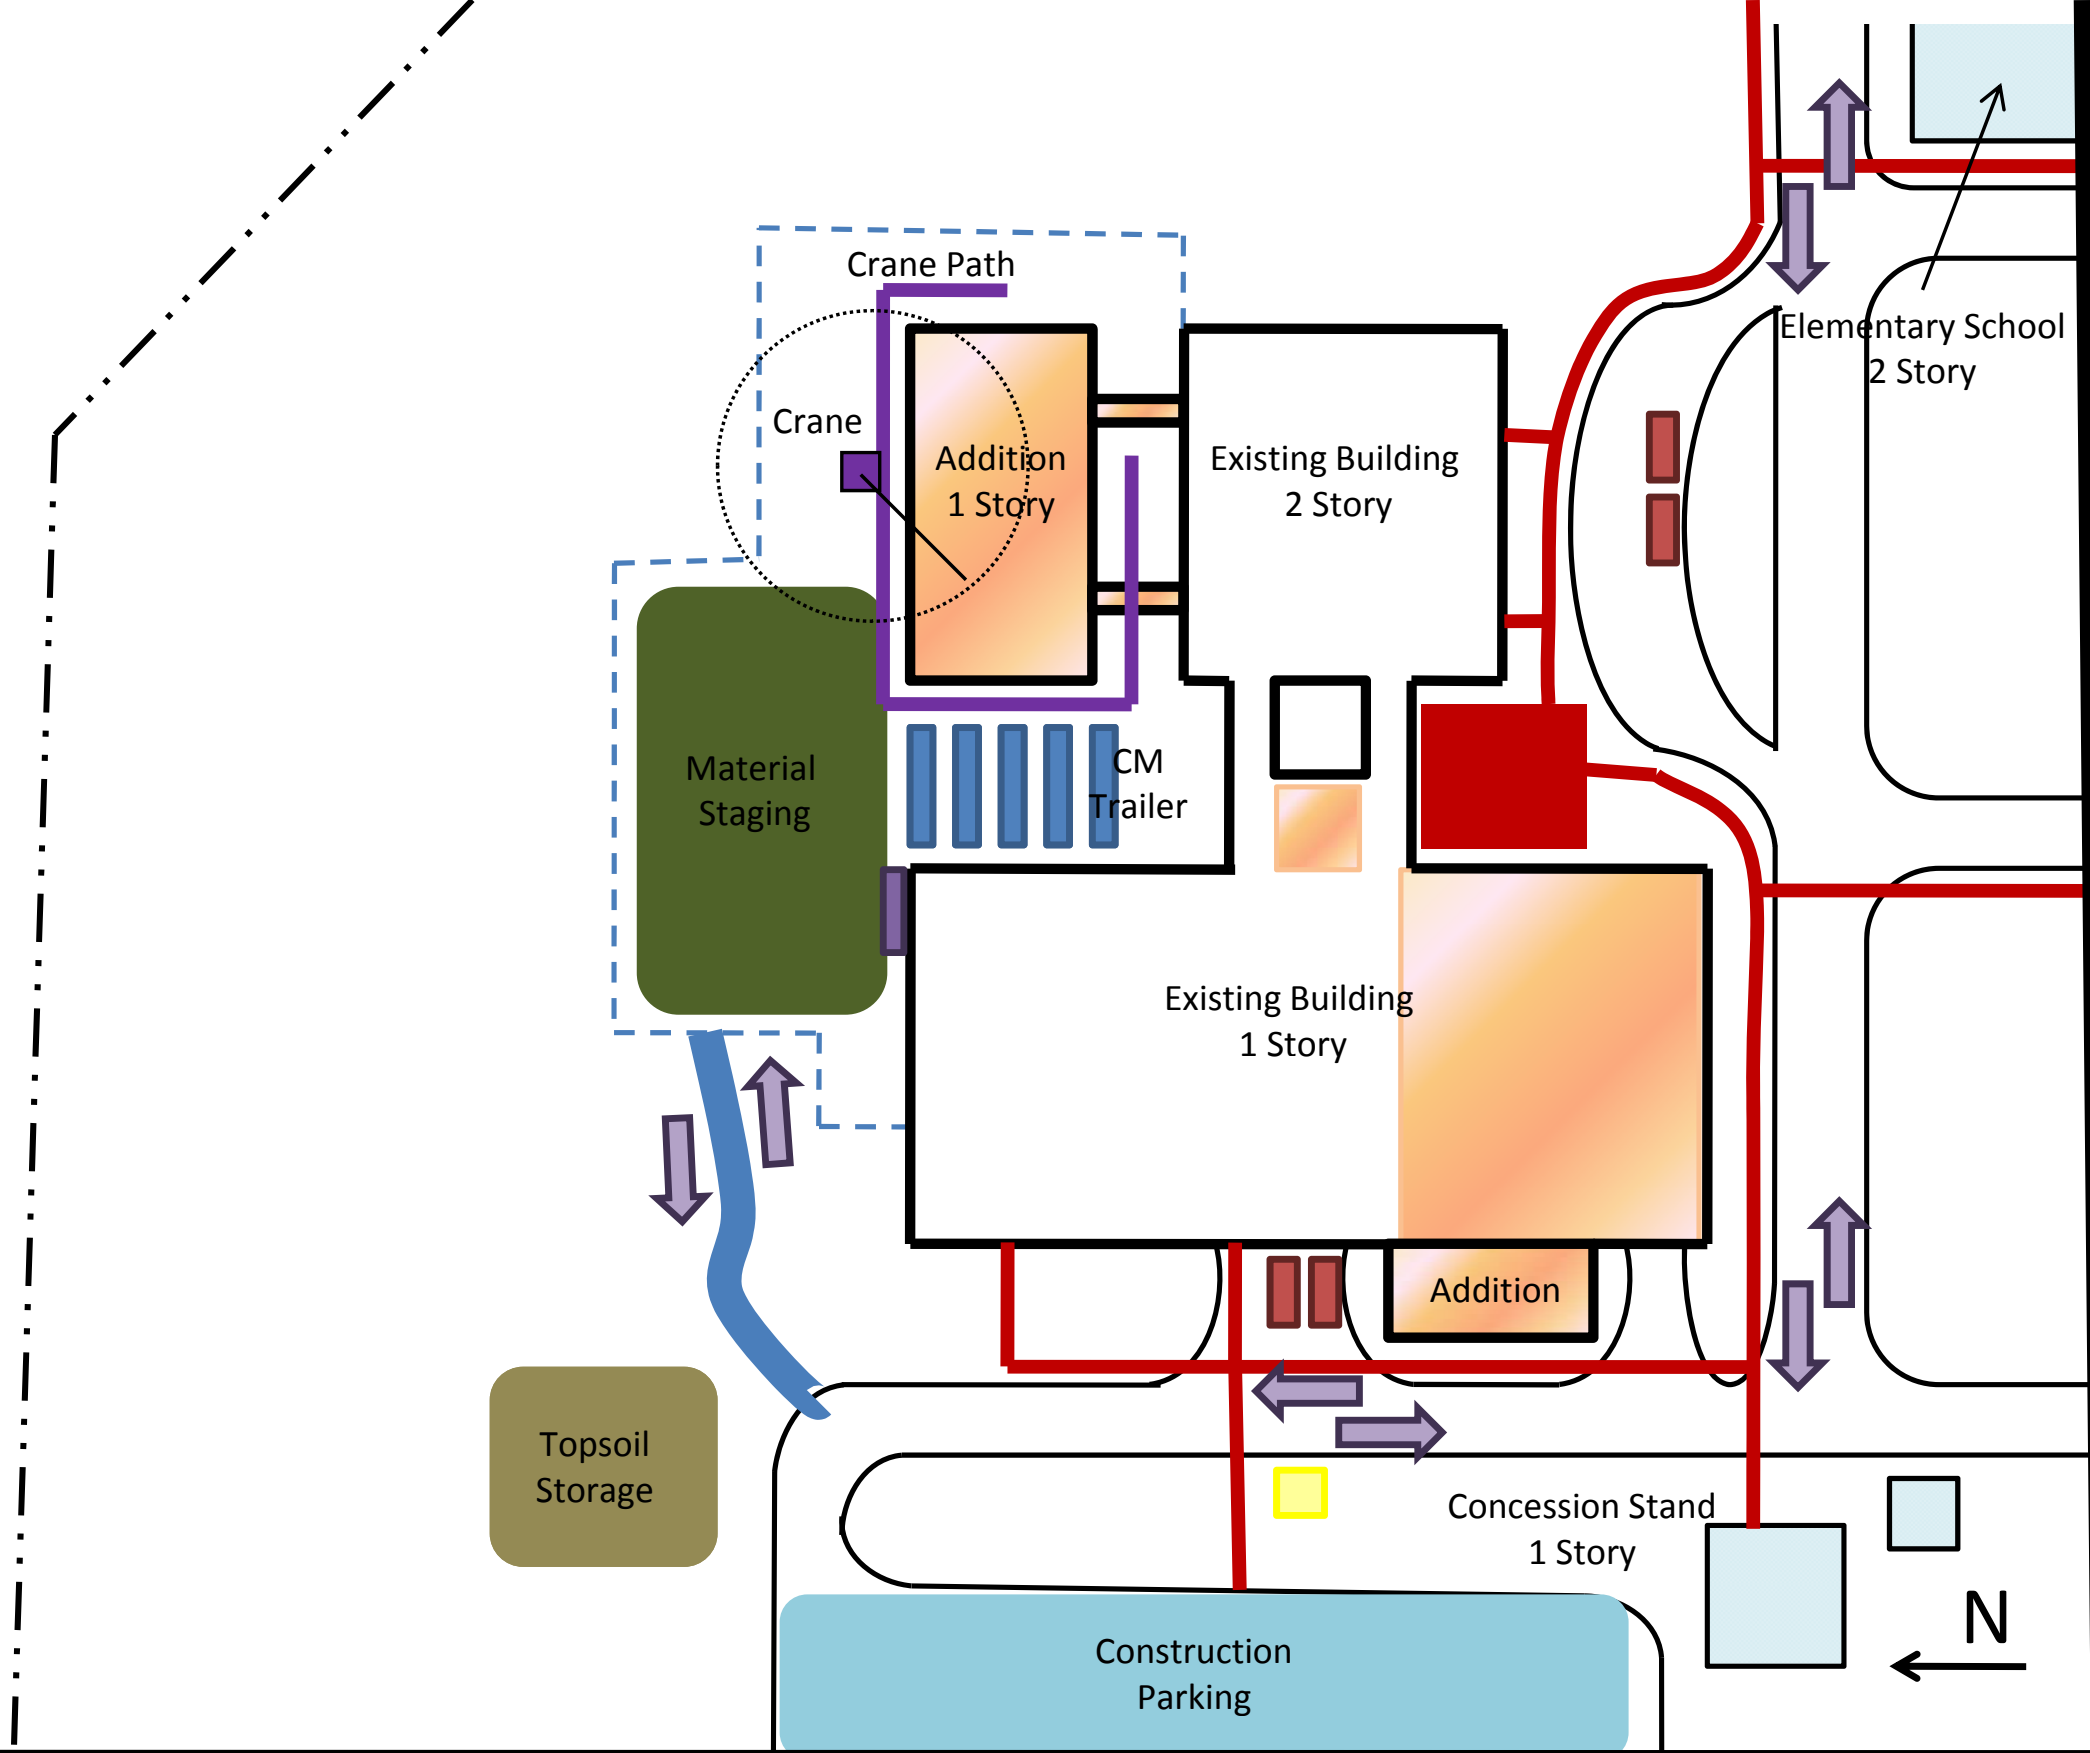 Crane Path
Elementary School
2 Story
Crane
Addition
1 Story
Existing Building
2 Story
Material
Staging
CM
Trailer
Existing Building
1 Story
Addition
Topsoil
Storage
Concession Stand
1 Story
N
Construction
Parking